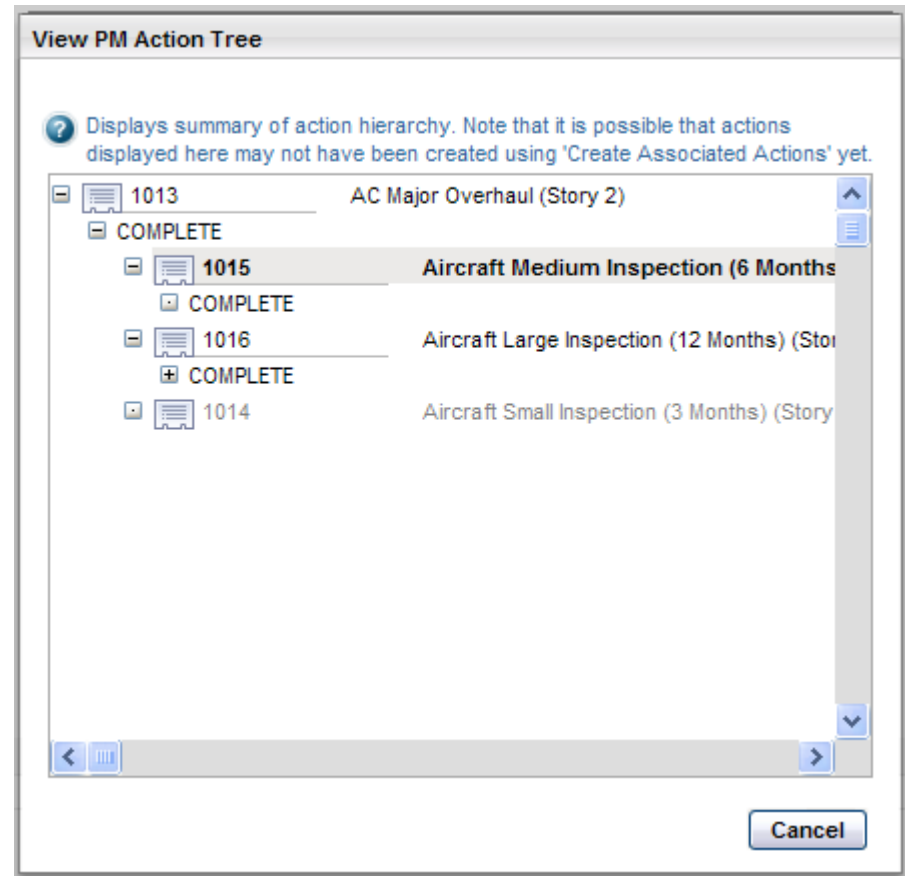 View PM Action Tree
Displays summary of action hierarchy. Note that it is possible that actions
displayed here may not have been created using 'Create Associated Actions' yet.
1013 AC Major Overhaul (Story 2)
COMPLETE
1015 Aircraft Medium Inspection (6 Months
COMPLETE
1016 Aircraft Large Inspection (12 Months) (Stor
COMPLETE
1014 Aircraft Small Inspection (3 Months) (Story
Cancel